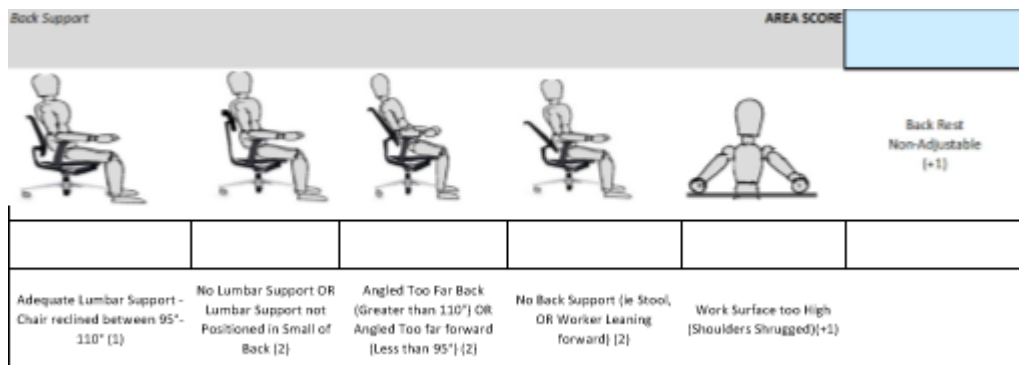 Back Support
AREA SCORE
Back Rest
Non-Adjustable
(+1)
Adequate Lumbar Support -
Chair reclined between 95°-
110° (1)
No Lumbar Support OR
Lumbar Support not
Positioned in Small of
Back (2)
Angled Too Far Back
(Greater than 110°) OR
Angled Too far forward
(Less than 95°) (2)
No Back Support (ie Stool,
OR Worker Leaning
forward) (2)
Work Surface too High
(Shoulders Shrugged)(+1)